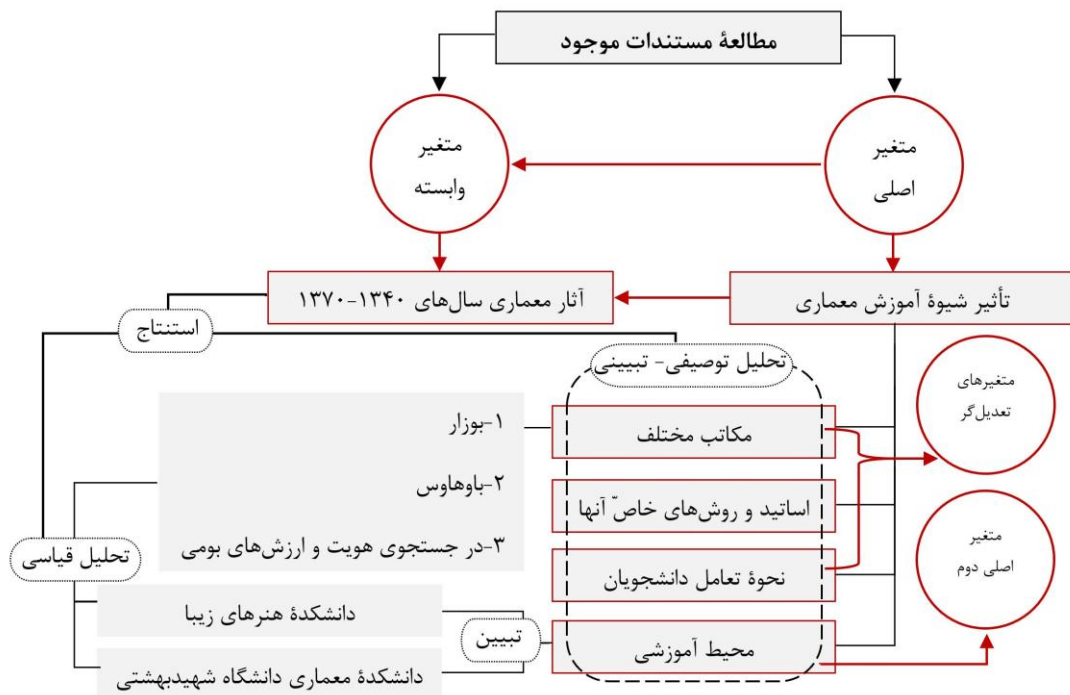 مطالعهٔ مستندات موجود
متغیر
اصلی
متغیر
وابسته
تأثیر شیوهٔ آموزش معماری
آثار معماری سال‌های ۱۳۴۰-۱۳۷۰
استنتاج
تحلیل توصیفی- تبیینی
متغیرهای
تعدیل‌گر
مکاتب مختلف
۱-بوزار
۲-باوهاوس
۳-در جستجوی هویت و ارزش‌های بومی
اساتید و روش‌های خاصّ آنها
متغیر
اصلی دوم
نحوهٔ تعامل دانشجویان
تحلیل قیاسی
محیط آموزشی
تبیین
دانشکدهٔ هنرهای زیبا
دانشکدهٔ معماری دانشگاه شهیدبهشتی